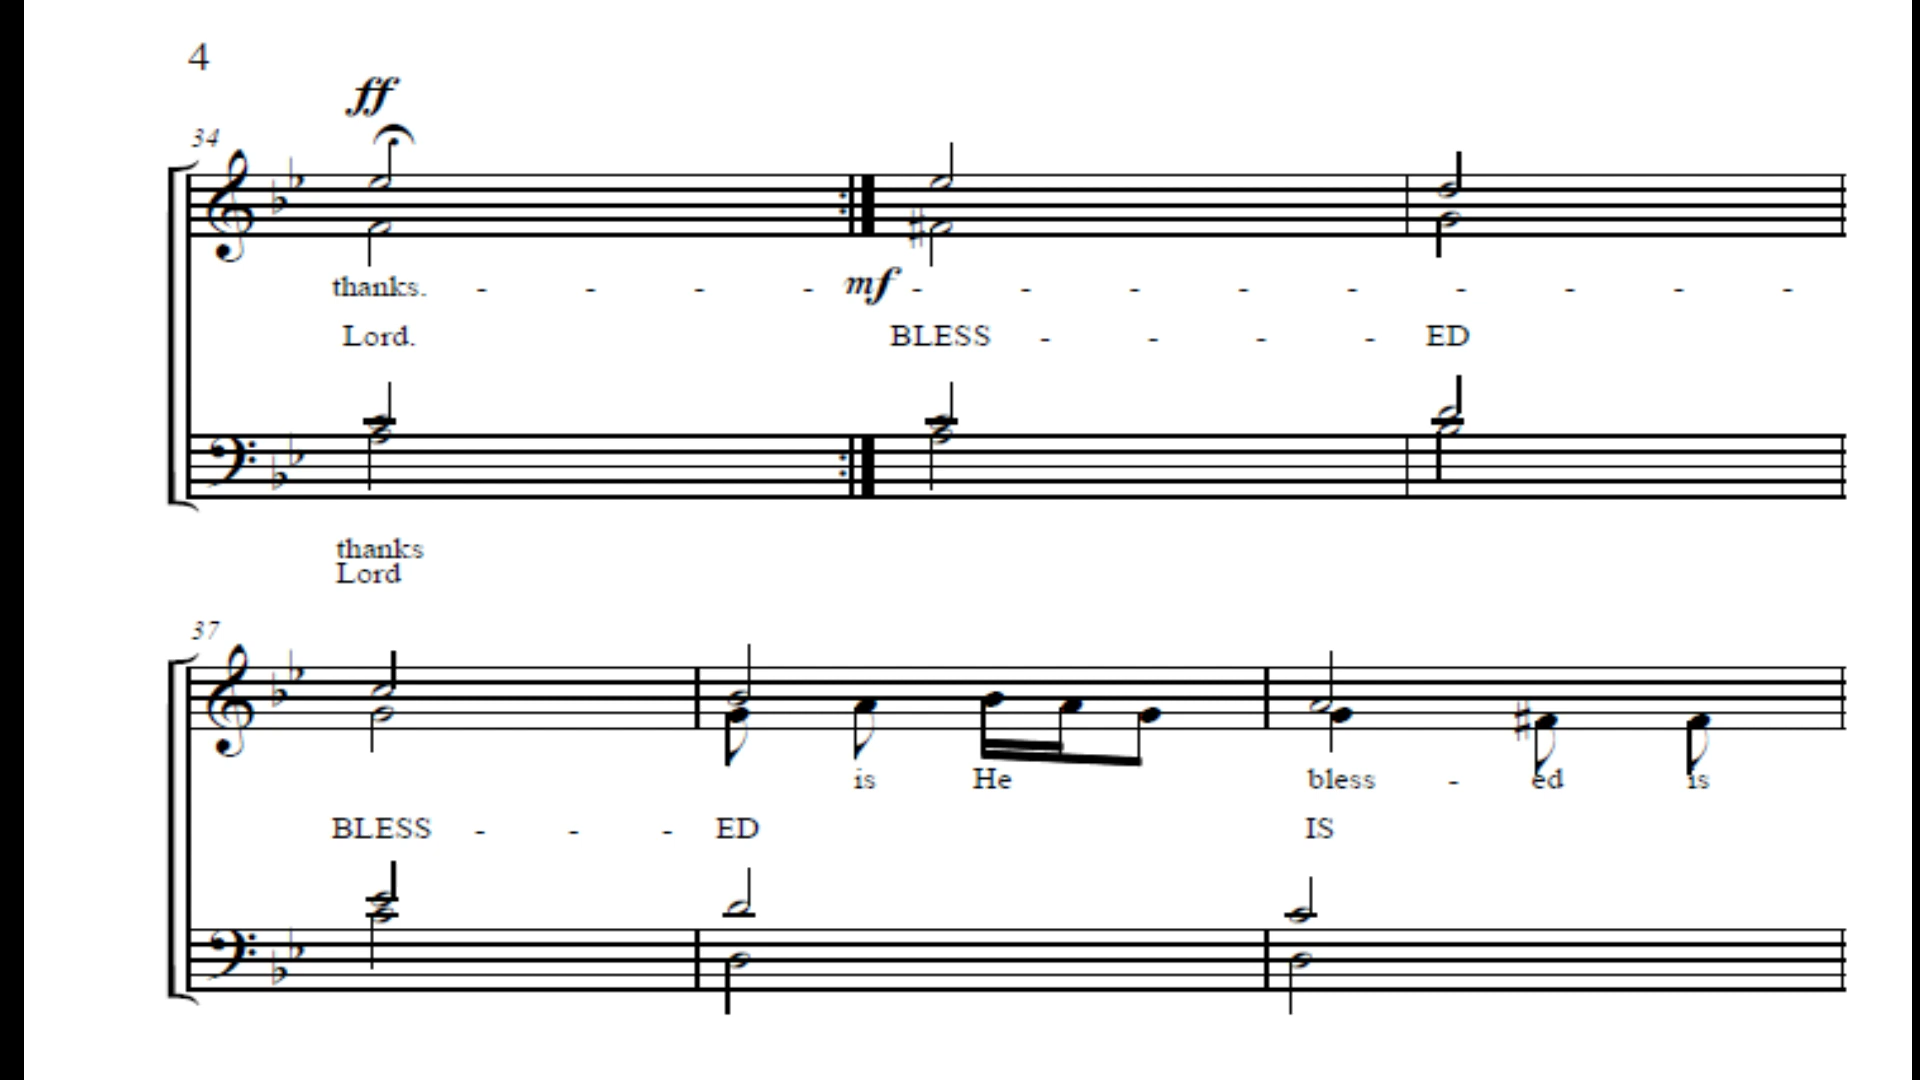 4
ff
34
thanks. - - - - mf - - - - - - - - -
Lord. BLESS - - - - ED
thanks
Lord
37
is He bless - ed is
BLESS - - - ED IS